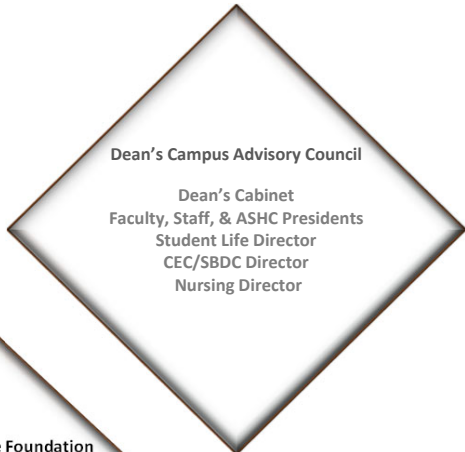 Dean’s Campus Advisory Council
Dean’s Cabinet
Faculty, Staff, & ASHC Presidents
Student Life Director
CEC/SBDC Director
Nursing Director
Foundation